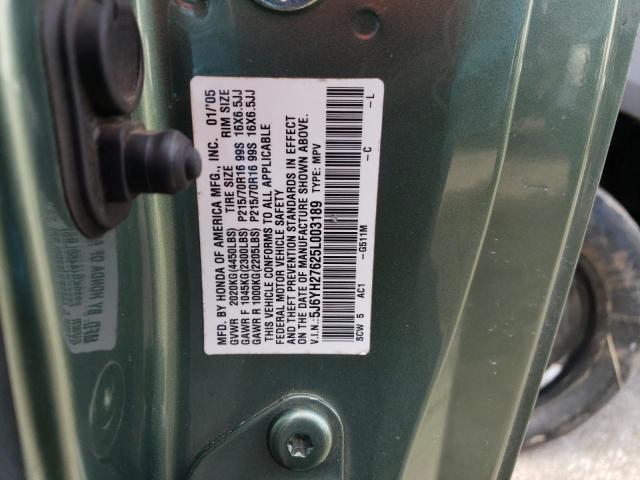 MFD. BY HONDA OF AMERICA MFG., INC. 01/'05
GVWR 2020KG(4450LBS) TIRE SIZE RIM SIZE
GAWR F 1045KG(2300LBS) P215/70R16 99S 16X6.5JJ
GAWR R 1000KG(2205LBS) P215/70R16 99S 16X6.5JJ
THIS VEHICLE CONFORMS TO ALL APPLICABLE
FEDERAL MOTOR VEHICLE SAFETY
AND THEFT PREVENTION STANDARDS IN EFFECT
ON THE DATE OF MANUFACTURE SHOWN ABOVE.
V.I.N.: 5J6YH27625L003189 TYPE: MPV
SCW 5 AC1 -G511M -C -L